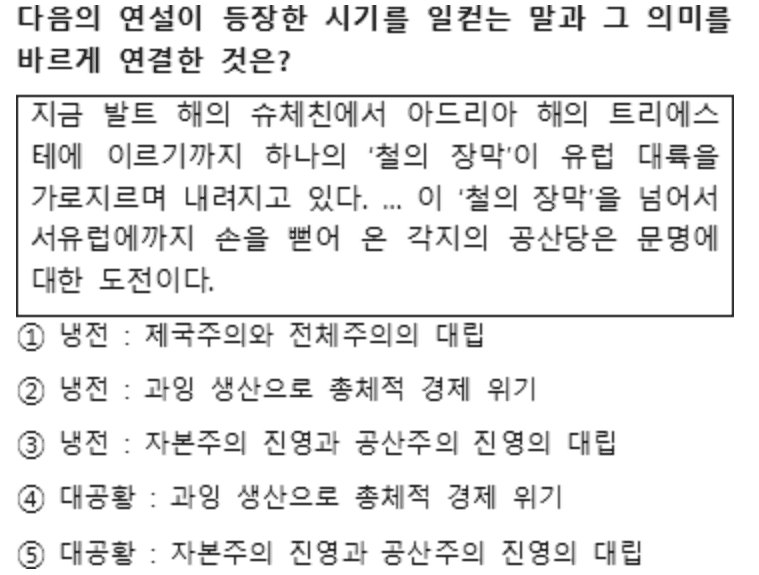 다음의 연설이 등장한 시기를 일컫는 말과 그 의미를
바르게 연결한 것은?
지금 발트 해의 슈체친에서 아드리아 해의 트리에스
테에 이르기까지 하나의 '철의 장막'이 유럽 대륙을
가로지르며 내려지고 있다. ... 이 '철의 장막'을 넘어서
서유럽에까지 손을 뻗어 온 각지의 공산당은 문명에
대한 도전이다.
① 냉전 : 제국주의와 전체주의의 대립
② 냉전 : 과잉 생산으로 총체적 경제 위기
③ 냉전 : 자본주의 진영과 공산주의 진영의 대립
④ 대공황 : 과잉 생산으로 총체적 경제 위기
⑤ 대공황 : 자본주의 진영과 공산주의 진영의 대립